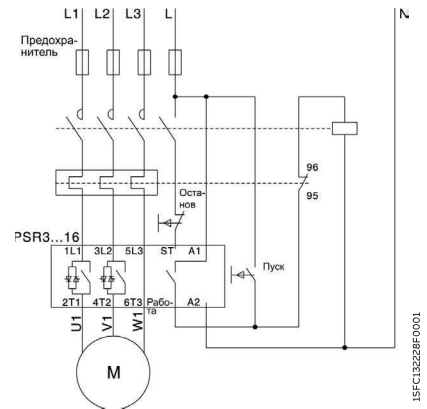 L1 L2 L3 L N
Предохра-
нитель
96
95
Оста-
нов
PSR3...16
1L1 3L2 5L3 ST A1
Пуск
2T1 4T2 6T3 Рабо-
та A2
U1 V1 W1
M
1SFC132228F0001